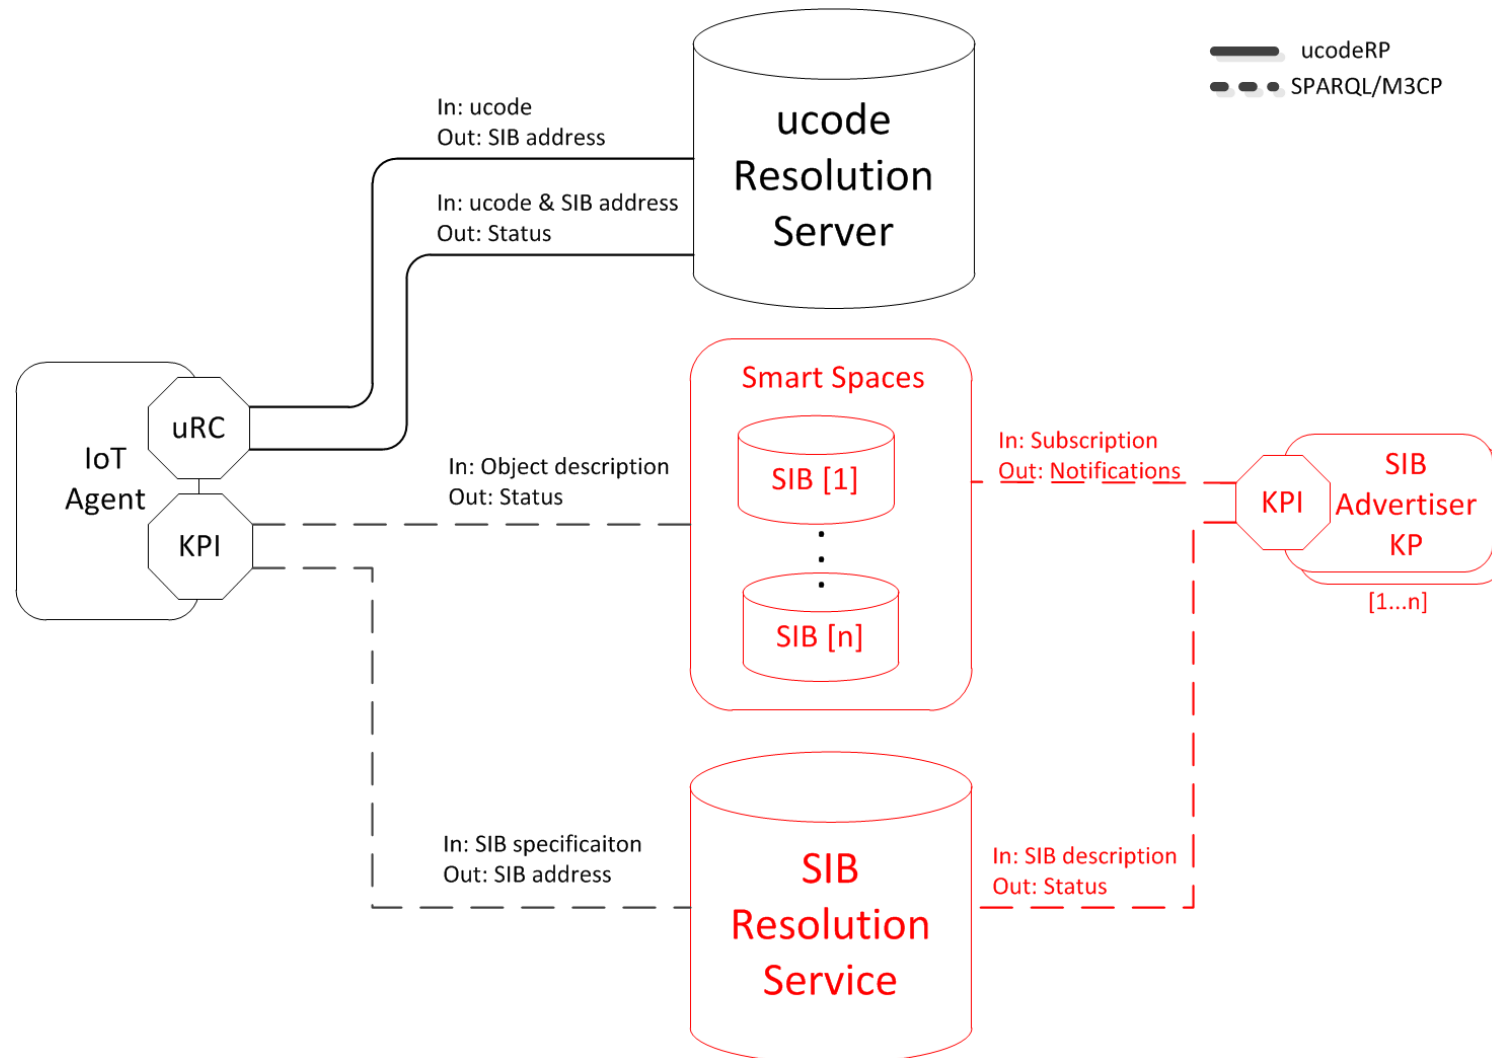 ucodeRP
SPARQL/M3CP
In: ucode
Out: SIB address
ucode
Resolution
Server
In: ucode & SIB address
Out: Status
Smart Spaces
uRC
IoT
Agent
KPI
In: Object description
Out: Status
SIB [1]
SIB [n]
In: Subscription
Out: Notifications
KPI
SIB
Advertiser
KP
[1...n]
In: SIB specificaiton
Out: SIB address
SIB
Resolution
Service
In: SIB description
Out: Status